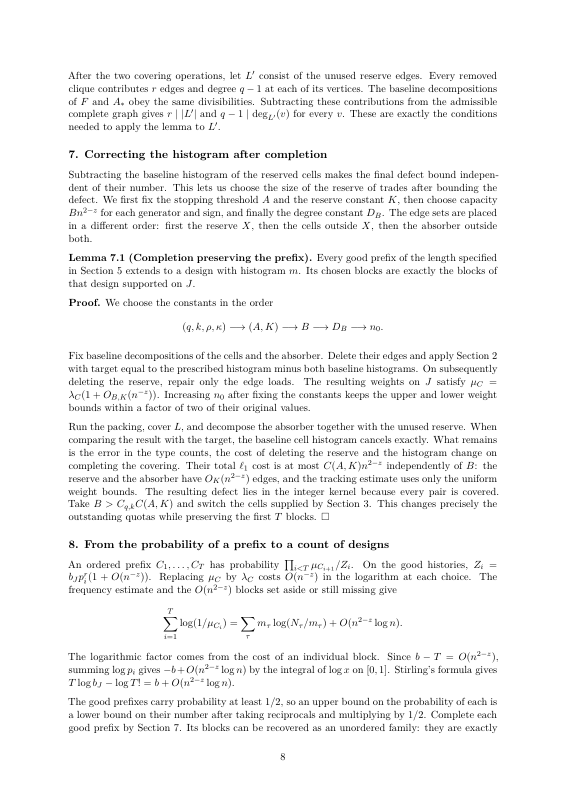 After the two covering operations, let L′ consist of the unused reserve edges. Every removed
clique contributes r edges and degree q − 1 at each of its vertices. The baseline decompositions
of F and A∗ obey the same divisibilities. Subtracting these contributions from the admissible
complete graph gives r | |L′| and q − 1 | deg_{L′}(v) for every v. These are exactly the conditions
needed to apply the lemma to L′.
7. Correcting the histogram after completion
Subtracting the baseline histogram of the reserved cells makes the final defect bound indepen-
dent of their number. This lets us choose the size of the reserve of trades after bounding the
defect. We first fix the stopping threshold A and the reserve constant K, then choose capacity
Bn^{2−z} for each generator and sign, and finally the degree constant D_B. The edge sets are placed
in a different order: first the reserve X, then the cells outside X, then the absorber outside
both.
Lemma 7.1 (Completion preserving the prefix). Every good prefix of the length specified
in Section 5 extends to a design with histogram m. Its chosen blocks are exactly the blocks of
that design supported on J.
Proof. We choose the constants in the order
(q, k, ρ, κ) ⟶ (A, K) ⟶ B ⟶ D_B ⟶ n_0.
Fix baseline decompositions of the cells and the absorber. Delete their edges and apply Section 2
with target equal to the prescribed histogram minus both baseline histograms. On subsequently
deleting the reserve, repair only the edge loads. The resulting weights on J satisfy μ_C =
λ_C(1 + O_{B,K}(n^{−z})). Increasing n_0 after fixing the constants keeps the upper and lower weight
bounds within a factor of two of their original values.
Run the packing, cover L, and decompose the absorber together with the unused reserve. When
comparing the result with the target, the baseline cell histogram cancels exactly. What remains
is the error in the type counts, the cost of deleting the reserve and the histogram change on
completing the covering. Their total ℓ_1 cost is at most C(A, K)n^{2−z} independently of B: the
reserve and the absorber have O_K(n^{2−z}) edges, and the tracking estimate uses only the uniform
weight bounds. The resulting defect lies in the integer kernel because every pair is covered.
Take B > C_{q,k}C(A, K) and switch the cells supplied by Section 3. This changes precisely the
outstanding quotas while preserving the first T blocks. □
8. From the probability of a prefix to a count of designs
An ordered prefix C_1, . . . , C_T has probability ∏_{i<T} μ_{C_{i+1}}/Z_i. On the good histories, Z_i =
b_J p_i^r(1 + O(n^{−z})). Replacing μ_C by λ_C costs O(n^{−z}) in the logarithm at each choice. The
frequency estimate and the O(n^{2−z}) blocks set aside or still missing give
∑_{i=1}^{T} log(1/μ_{C_i}) = ∑_τ m_τ log(N_τ/m_τ) + O(n^{2−z} log n).
The logarithmic factor comes from the cost of an individual block. Since b − T = O(n^{2−z}),
summing log p_i gives −b+O(n^{2−z} log n) by the integral of log x on [0, 1]. Stirling's formula gives
T log b_J − log T! = b + O(n^{2−z} log n).
The good prefixes carry probability at least 1/2, so an upper bound on the probability of each is
a lower bound on their number after taking reciprocals and multiplying by 1/2. Complete each
good prefix by Section 7. Its blocks can be recovered as an unordered family: they are exactly
8